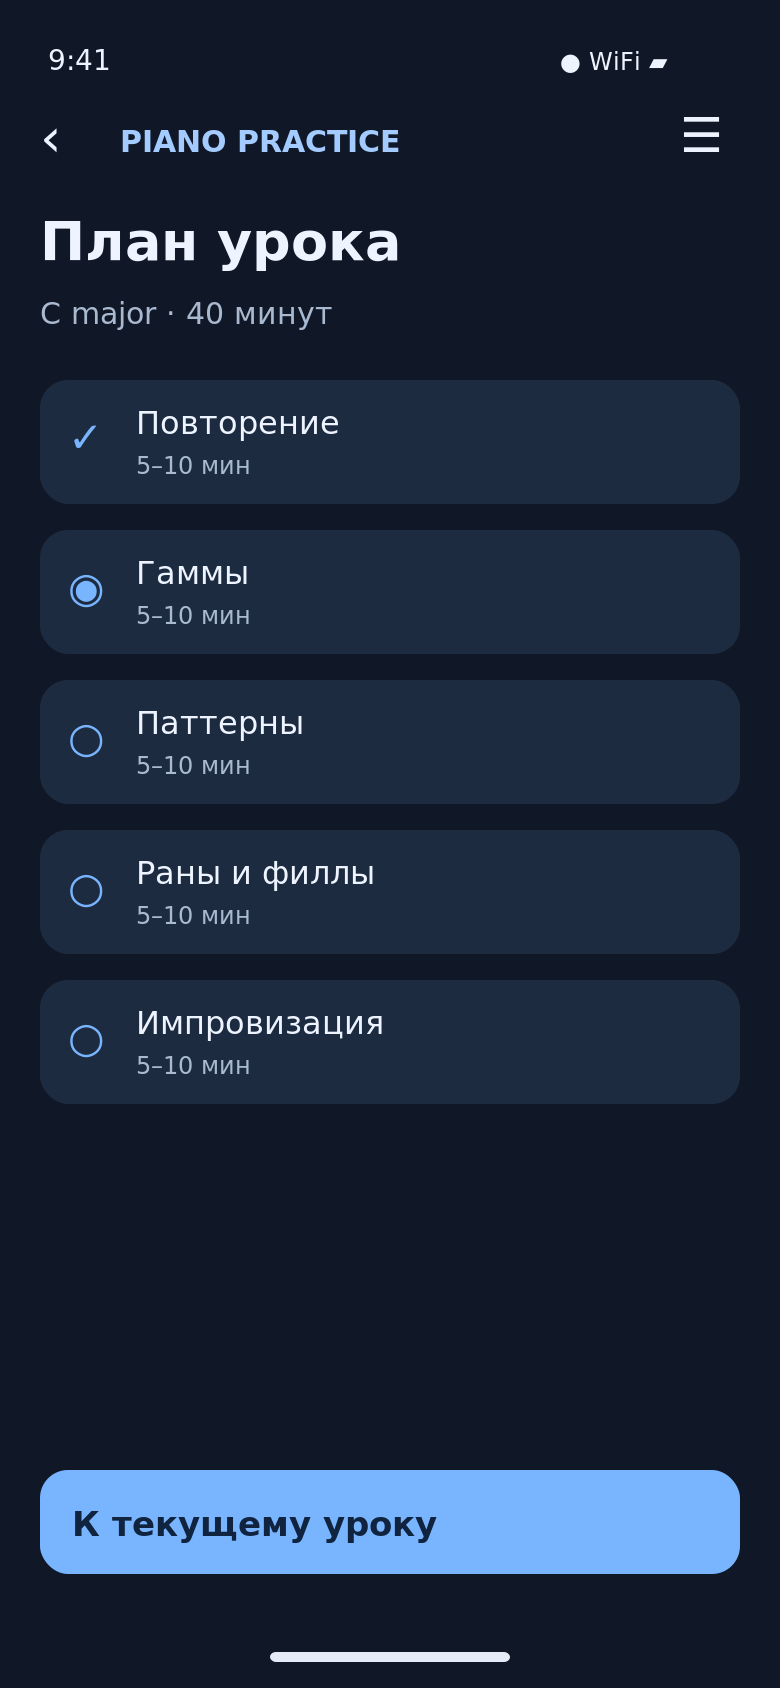 9:41
● WiFi ▰
‹ PIANO PRACTICE ☰
План урока
C major · 40 минут
✓ Повторение
5–10 мин
◉ Гаммы
5–10 мин
○ Паттерны
5–10 мин
○ Раны и филлы
5–10 мин
○ Импровизация
5–10 мин
К текущему уроку